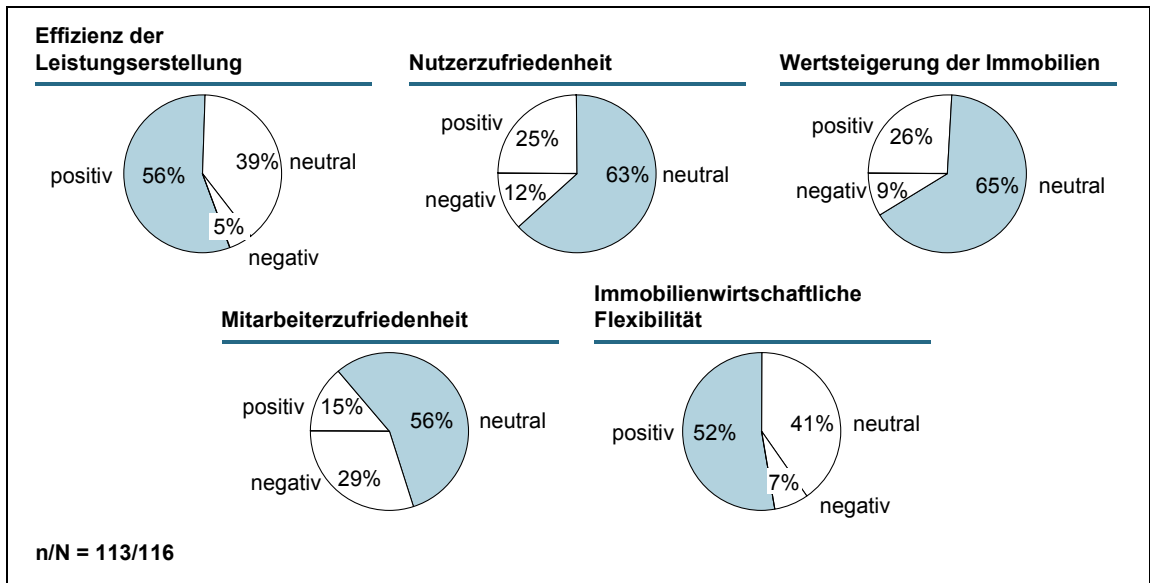 Effizienz der
Leistungserstellung
positiv
56%
39%
neutral
5%
negativ
Nutzerzufriedenheit
positiv
25%
63%
neutral
negativ
12%
Wertsteigerung der Immobilien
positiv
26%
65%
neutral
negativ
9%
Mitarbeiterzufriedenheit
positiv
15%
56%
neutral
negativ
29%
Immobilienwirtschaftliche
Flexibilität
positiv
52%
41%
neutral
7%
negativ
n/N = 113/116